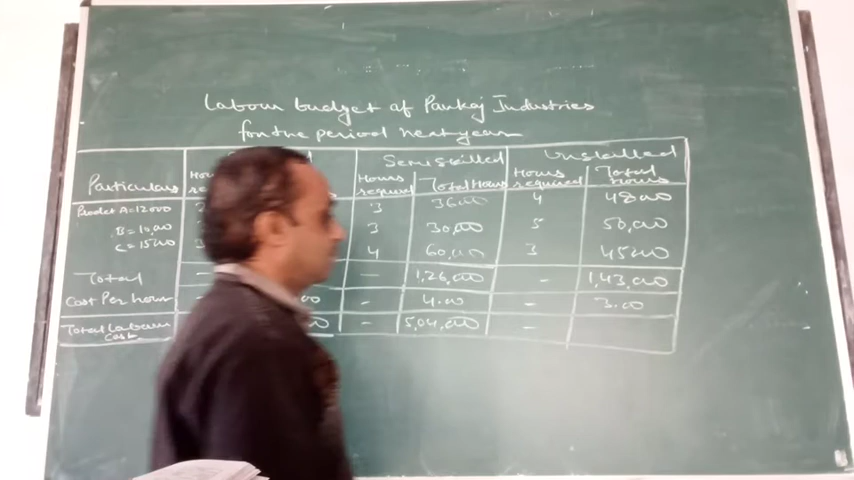 Labour budget of Pankaj Industries
for the period next year
Particulars Hours Semiskilled Unskilled
Hours required Total Hours Hours required Total hours
Product A=12000 3 36000 4 48000
B=10,000 3 30,000 5 50,000
C=15000 4 60,000 3 45000
Total - - 1,26,000 - 1,43,000
Cost Per hour - - 4.00 - 3.00
Total Labour cost - 5,04,000 -